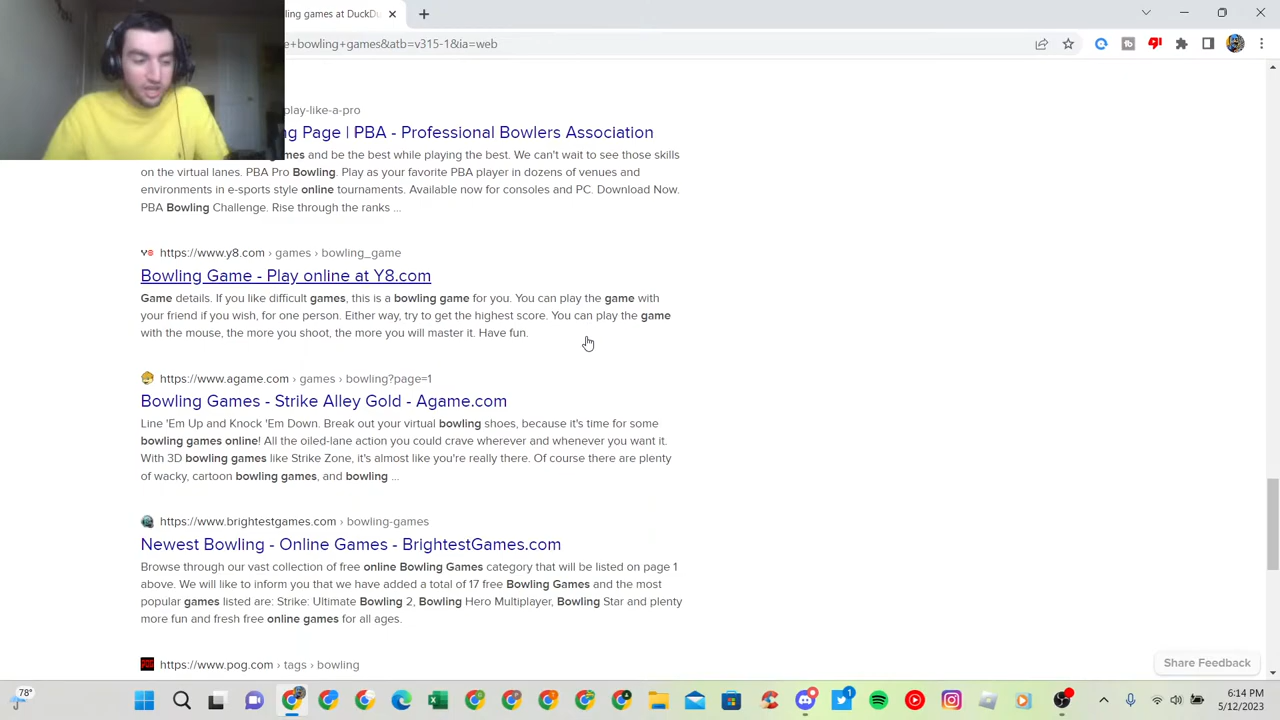 ling games at DuckDu
e+bowling+games&atb=v315-1&ia=web
play-like-a-pro
ng Page | PBA - Professional Bowlers Association
mes and be the best while playing the best. We can't wait to see those skills
on the virtual lanes. PBA Pro Bowling. Play as your favorite PBA player in dozens of venues and
environments in e-sports style online tournaments. Available now for consoles and PC. Download Now.
PBA Bowling Challenge. Rise through the ranks ...
https://www.y8.com › games › bowling_game
Bowling Game - Play online at Y8.com
Game details. If you like difficult games, this is a bowling game for you. You can play the game with
your friend if you wish, for one person. Either way, try to get the highest score. You can play the game
with the mouse, the more you shoot, the more you will master it. Have fun.
https://www.agame.com › games › bowling?page=1
Bowling Games - Strike Alley Gold - Agame.com
Line 'Em Up and Knock 'Em Down. Break out your virtual bowling shoes, because it's time for some
bowling games online! All the oiled-lane action you could crave wherever and whenever you want it.
With 3D bowling games like Strike Zone, it's almost like you're really there. Of course there are plenty
of wacky, cartoon bowling games, and bowling ...
https://www.brightestgames.com › bowling-games
Newest Bowling - Online Games - BrightestGames.com
Browse through our vast collection of free online Bowling Games category that will be listed on page 1
above. We will like to inform you that we have added a total of 17 free Bowling Games and the most
popular games listed are: Strike: Ultimate Bowling 2, Bowling Hero Multiplayer, Bowling Star and plenty
more fun and fresh free online games for all ages.
https://www.pog.com › tags › bowling
Share Feedback
78°
6:14 PM
5/12/2023